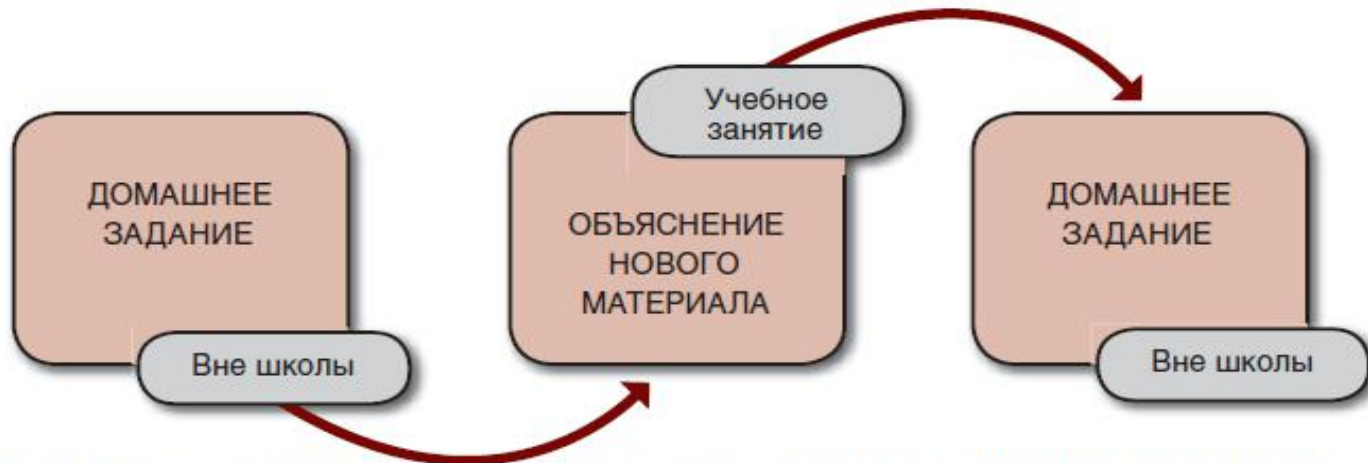 ДОМАШНЕЕ
ЗАДАНИЕ
Вне школы
Учебное
занятие
ОБЪЯСНЕНИЕ
НОВОГО
МАТЕРИАЛА
ДОМАШНЕЕ
ЗАДАНИЕ
Вне школы